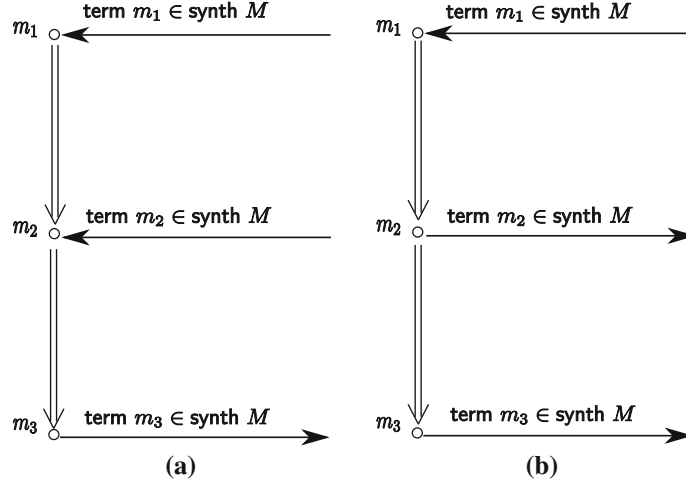 term m₁ ∈ synth M
m₁
term m₂ ∈ synth M
m₂
term m₃ ∈ synth M
m₃
(a)
term m₁ ∈ synth M
m₁
term m₂ ∈ synth M
m₂
term m₃ ∈ synth M
m₃
(b)